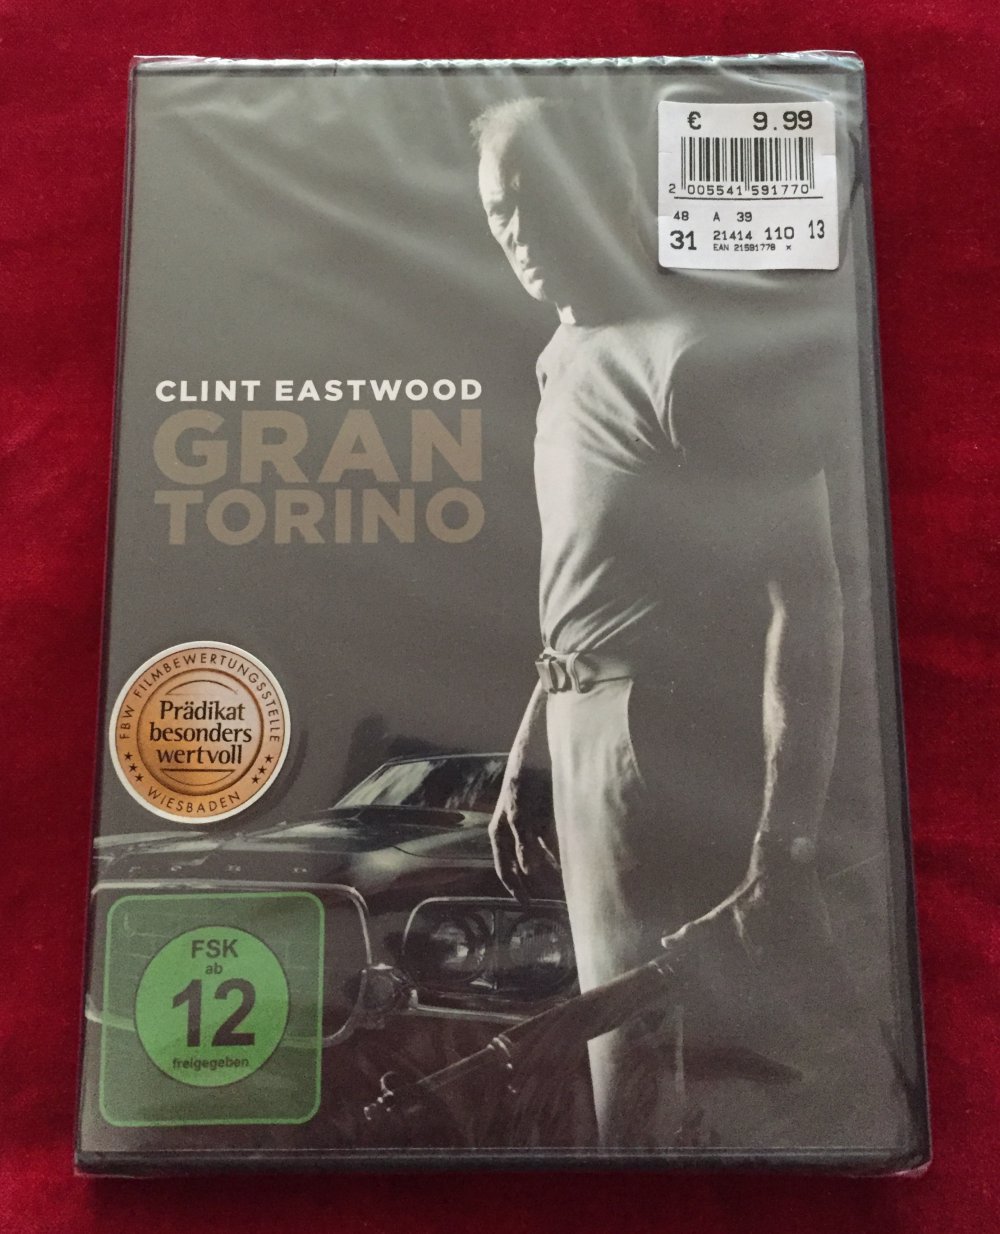 € 9.99
2 005541 591770
48 A 39
31 21414 110 13
EAN 21591778 x
CLINT EASTWOOD
GRAN
TORINO
FBW FILMBEWERTUNGSSTELLE
Prädikat
besonders
wertvoll
★★★ WIESBADEN ★★★
FORD
FSK
ab
12
freigegeben